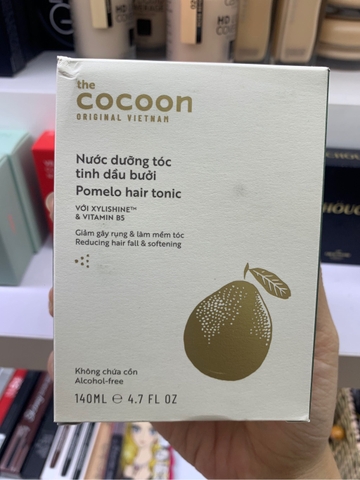 the
cocoon
ORIGINAL VIETNAM
Nước dưỡng tóc
tinh dầu bưởi
Pomelo hair tonic
VỚI XYLISHINE™
& VITAMIN B5
Giảm gãy rụng & làm mềm tóc
Reducing hair fall & softening
Không chứa cồn
Alcohol-free
140ML ℮ 4.7 FL OZ
HD